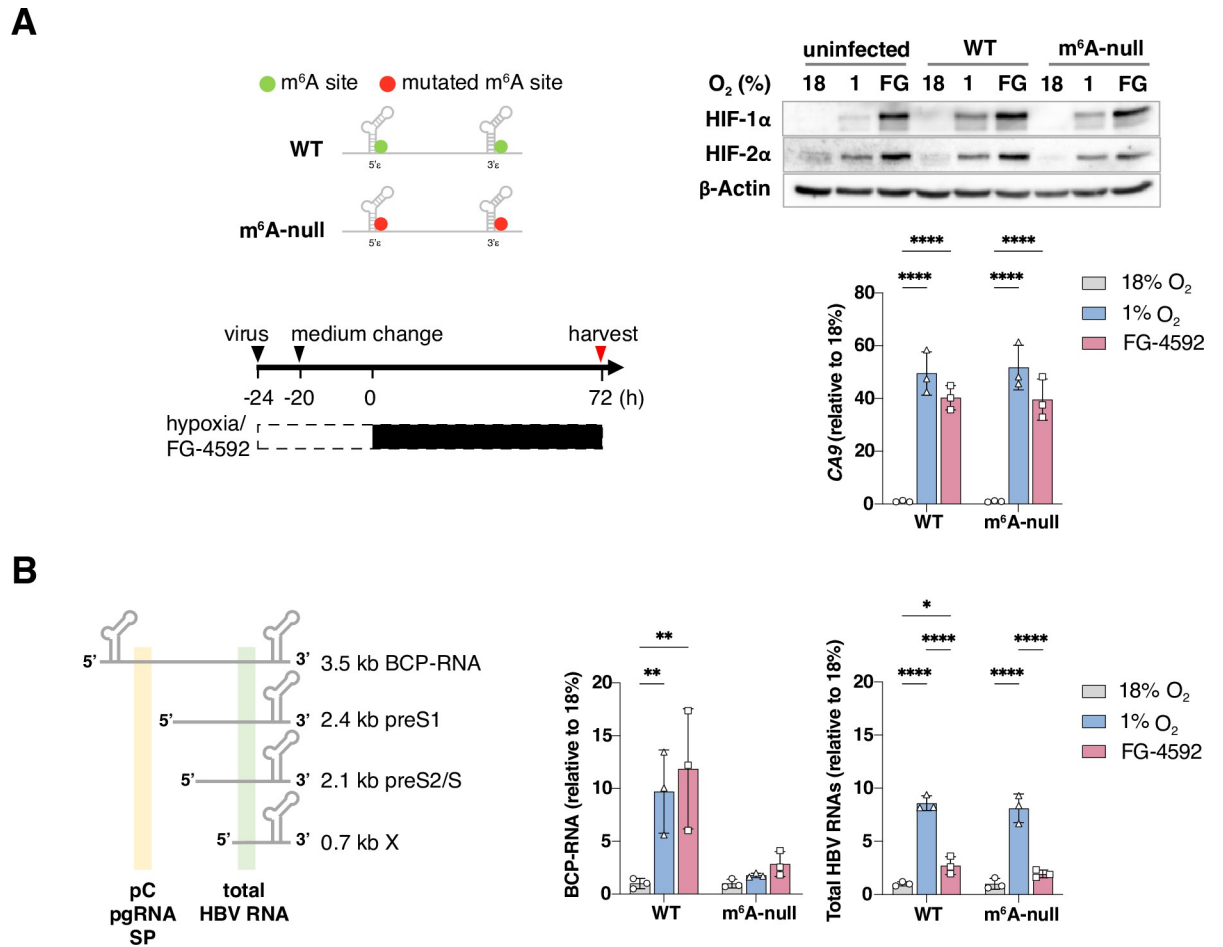 A
m⁶A site mutated m⁶A site
WT
5'ε 3'ε
m⁶A-null
5'ε 3'ε
virus medium change harvest
-24 -20 0 72 (h)
hypoxia/
FG-4592
uninfected WT m⁶A-null
O₂ (%) 18 1 FG 18 1 FG 18 1 FG
HIF-1α
HIF-2α
β-Actin
**** ****
**** ****
CA9 (relative to 18%)
80
60
40
20
0
WT m⁶A-null
18% O₂
1% O₂
FG-4592
B
5' 3' 3.5 kb BCP-RNA
5' 3' 2.4 kb preS1
5' 3' 2.1 kb preS2/S
5' 3' 0.7 kb X
pC
pgRNA
SP
total
HBV RNA
**
**
BCP-RNA (relative to 18%)
20
15
10
5
0
WT m⁶A-null
*
**** ****
**** ****
Total HBV RNAs (relative to 18%)
20
15
10
5
0
WT m⁶A-null
18% O₂
1% O₂
FG-4592